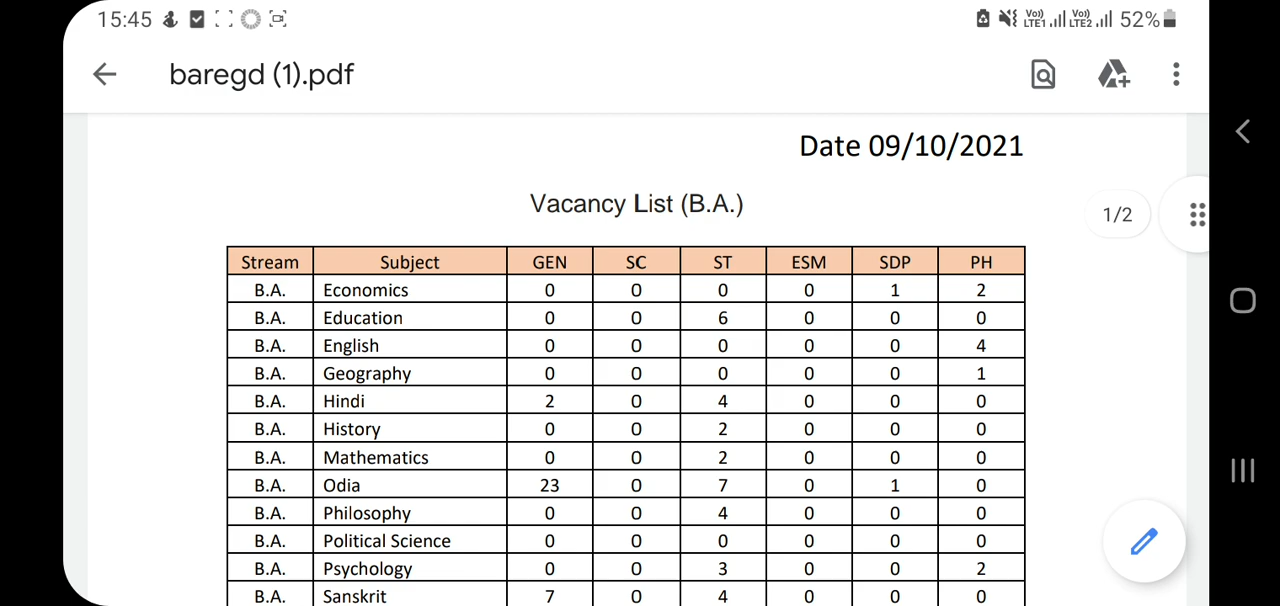 15:45 Vo) LTE1 Vo) LTE2 52%
baregd (1).pdf
Date 09/10/2021
Vacancy List (B.A.)
1/2
Stream Subject GEN SC ST ESM SDP PH
B.A. Economics 0 0 0 0 1 2
B.A. Education 0 0 6 0 0 0
B.A. English 0 0 0 0 0 4
B.A. Geography 0 0 0 0 0 1
B.A. Hindi 2 0 4 0 0 0
B.A. History 0 0 2 0 0 0
B.A. Mathematics 0 0 2 0 0 0
B.A. Odia 23 0 7 0 1 0
B.A. Philosophy 0 0 4 0 0 0
B.A. Political Science 0 0 0 0 0 0
B.A. Psychology 0 0 3 0 0 2
B.A. Sanskrit 7 0 4 0 0 0